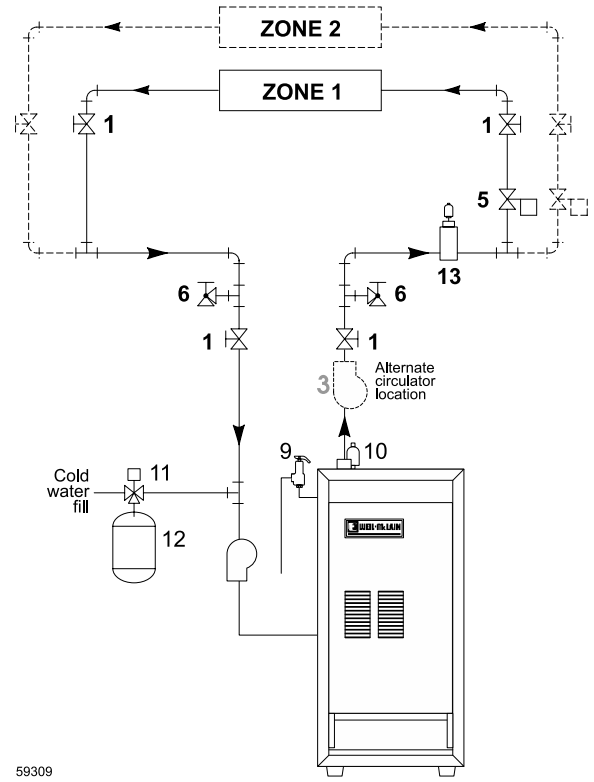 ZONE 2
ZONE 1
1
1
5
13
6
6
1
1
3
Alternate
circulator
location
9
10
Cold
water
fill
11
12
WEIL-McLAIN
59309